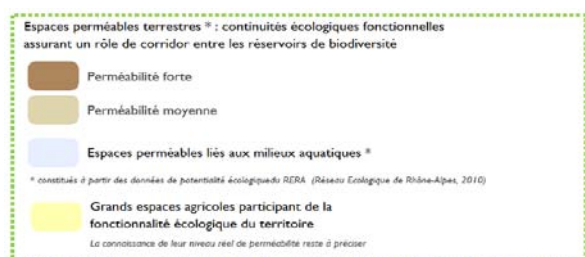 Espaces perméables terrestres * : continuités écologiques fonctionnelles
assurant un rôle de corridor entre les réservoirs de biodiversité
Perméabilité forte
Perméabilité moyenne
Espaces perméables liés aux milieux aquatiques *
* constitués à partir des données de potentialité écologiquedu RERA (Réseau Ecologique de Rhône-Alpes, 2010)
Grands espaces agricoles participant de la
fonctionnalité écologique du territoire
La connaissance de leur niveau réel de perméabilité reste à préciser